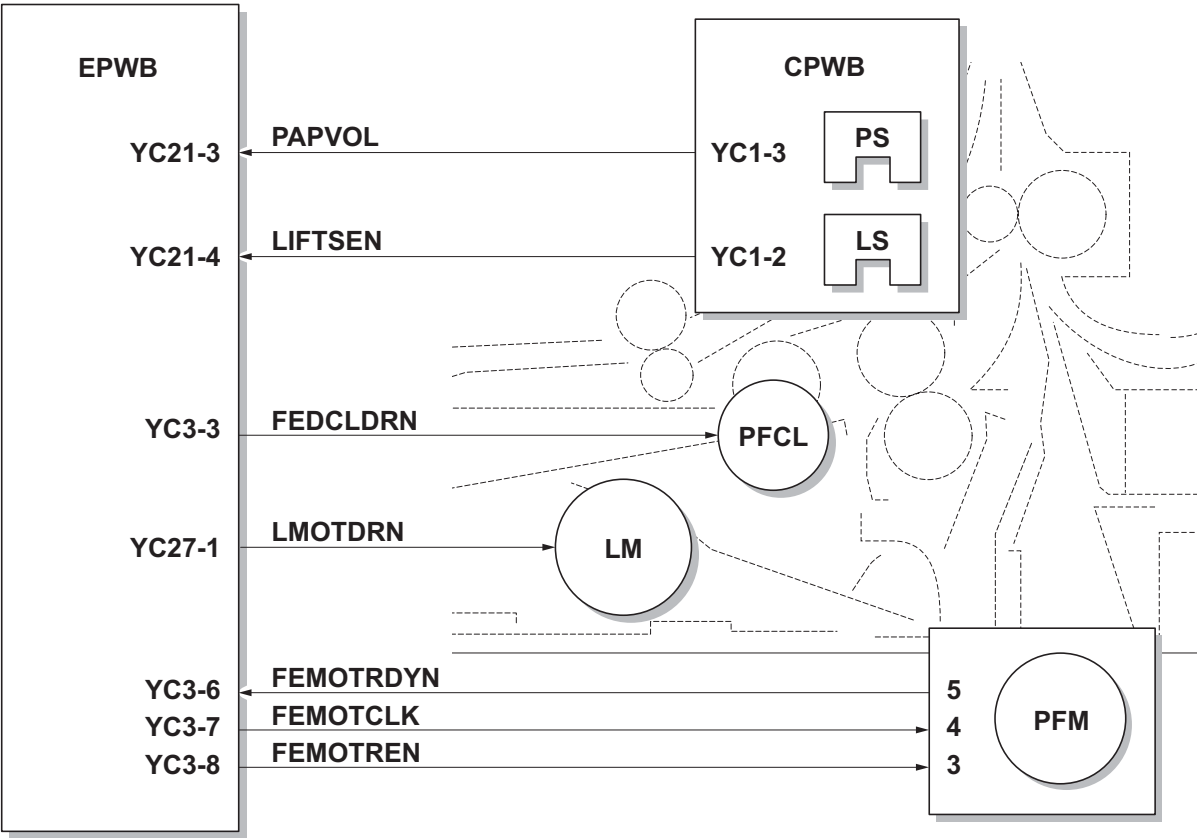 EPWB
CPWB
PAPVOL
YC21-3
YC1-3
PS
LIFTSEN
YC21-4
YC1-2
LS
FEDCLDRN
YC3-3
PFCL
LMOTDRN
YC27-1
LM
FEMOTRDYN
YC3-6
5
FEMOTCLK
YC3-7
4
PFM
FEMOTREN
YC3-8
3